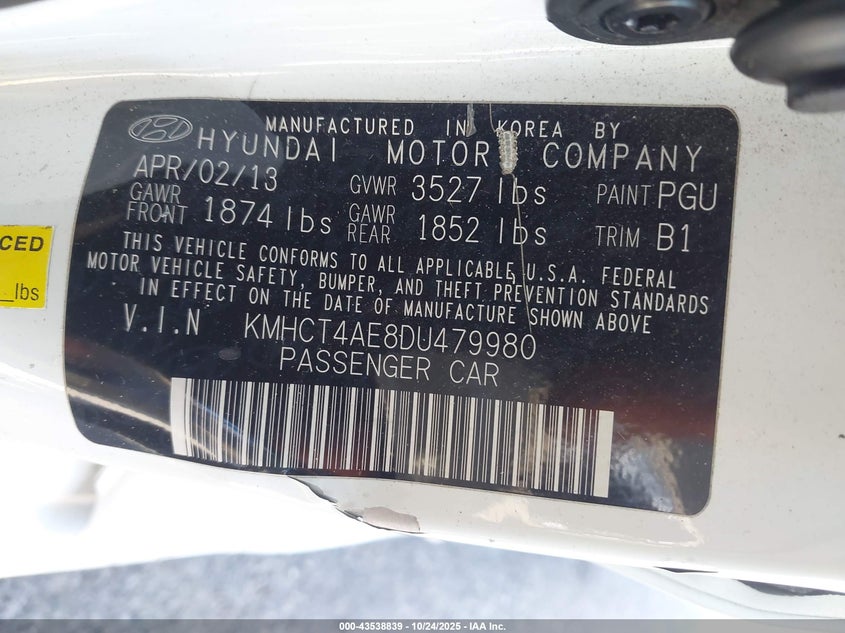 MANUFACTURED IN KOREA BY
HYUNDAI MOTOR COMPANY
APR/02/13 GVWR 3527 lbs PAINT PGU
GAWR FRONT 1874 lbs GAWR REAR 1852 lbs TRIM B1
THIS VEHICLE CONFORMS TO ALL APPLICABLE U.S.A. FEDERAL
MOTOR VEHICLE SAFETY, BUMPER, AND THEFT PREVENTION STANDARDS
IN EFFECT ON THE DATE OF MANUFACTURE SHOWN ABOVE
V.I.N KMHCT4AE8DU479980
PASSENGER CAR
CED
lbs
000-43538839 - 10/24/2025 - IAA Inc.